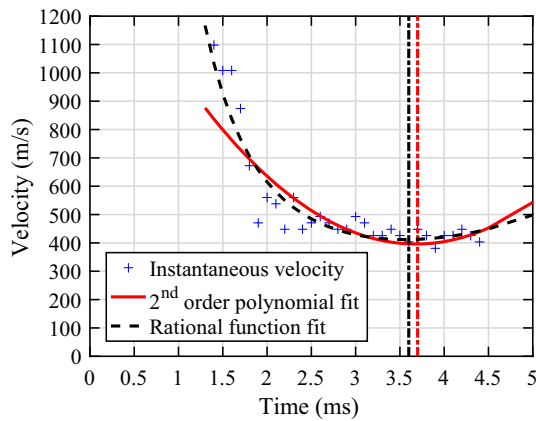 1200
1100
1000
900
800
700
600
500
400
300
200
100
0
Velocity (m/s)
Instantaneous velocity
2nd order polynomial fit
Rational function fit
0 0.5 1 1.5 2 2.5 3 3.5 4 4.5 5
Time (ms)